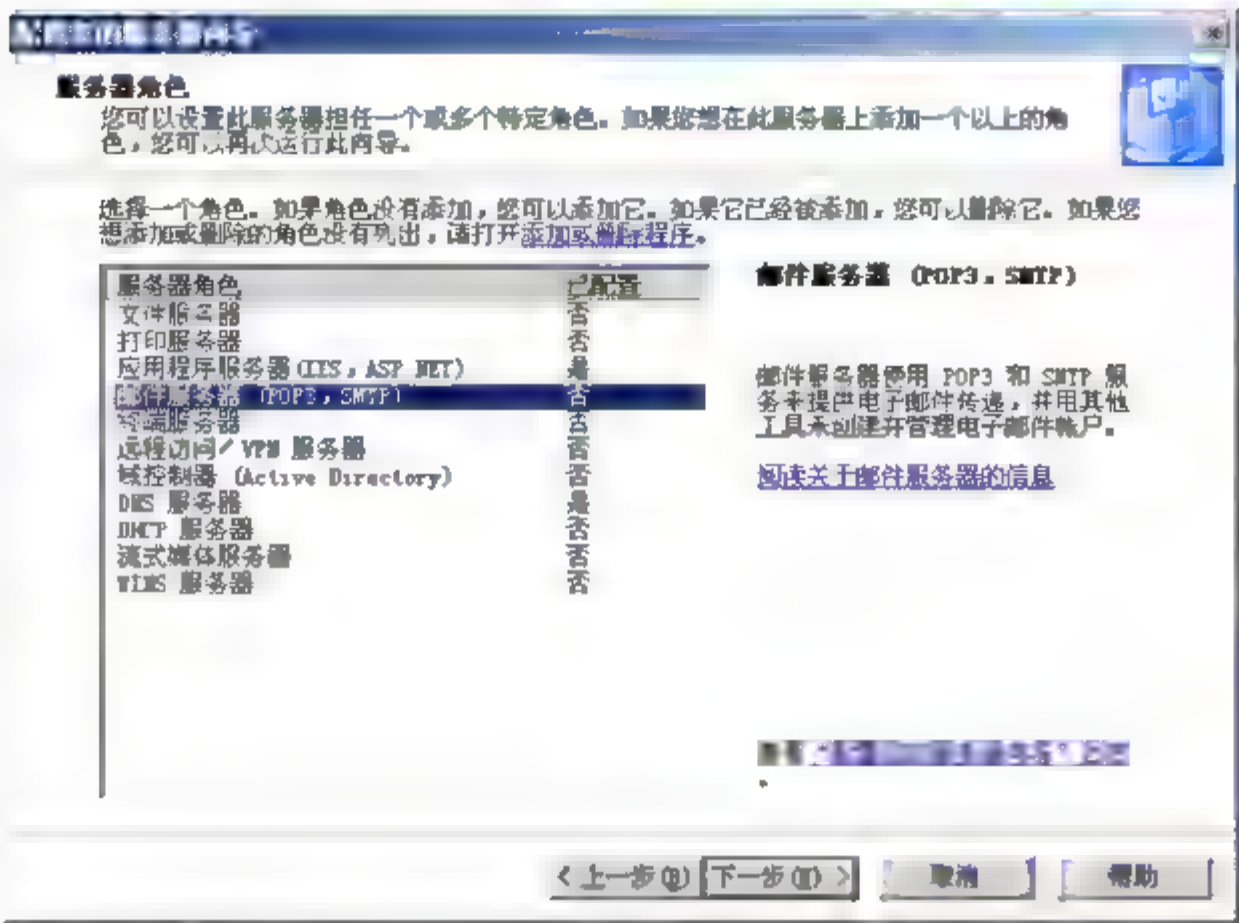 服务器角色
您可以设置此服务器担任一个或多个特定角色。如果您想在此服务器上添加一个以上的角
色，您可以再次运行此向导。
选择一个角色。如果角色没有添加，您可以添加它。如果它已经被添加，您可以删除它。如果您
想添加或删除的角色没有列出，请打开添加或删除程序。
服务器角色 已配置
文件服务器 否
打印服务器 否
应用程序服务器(IIS，ASP.NET) 是
邮件服务器 (POP3，SMTP) 否
终端服务器 否
远程访问/VPN 服务器 否
域控制器 (Active Directory) 否
DNS 服务器 是
DHCP 服务器 否
流式媒体服务器 否
WINS 服务器 否
邮件服务器 (POP3，SMTP)
邮件服务器使用 POP3 和 SMTP 服
务来提供电子邮件传递，并用其他
工具来创建并管理电子邮件帐户。
阅读关于邮件服务器的信息
< 上一步(B)
下一步(N) >
取消
帮助